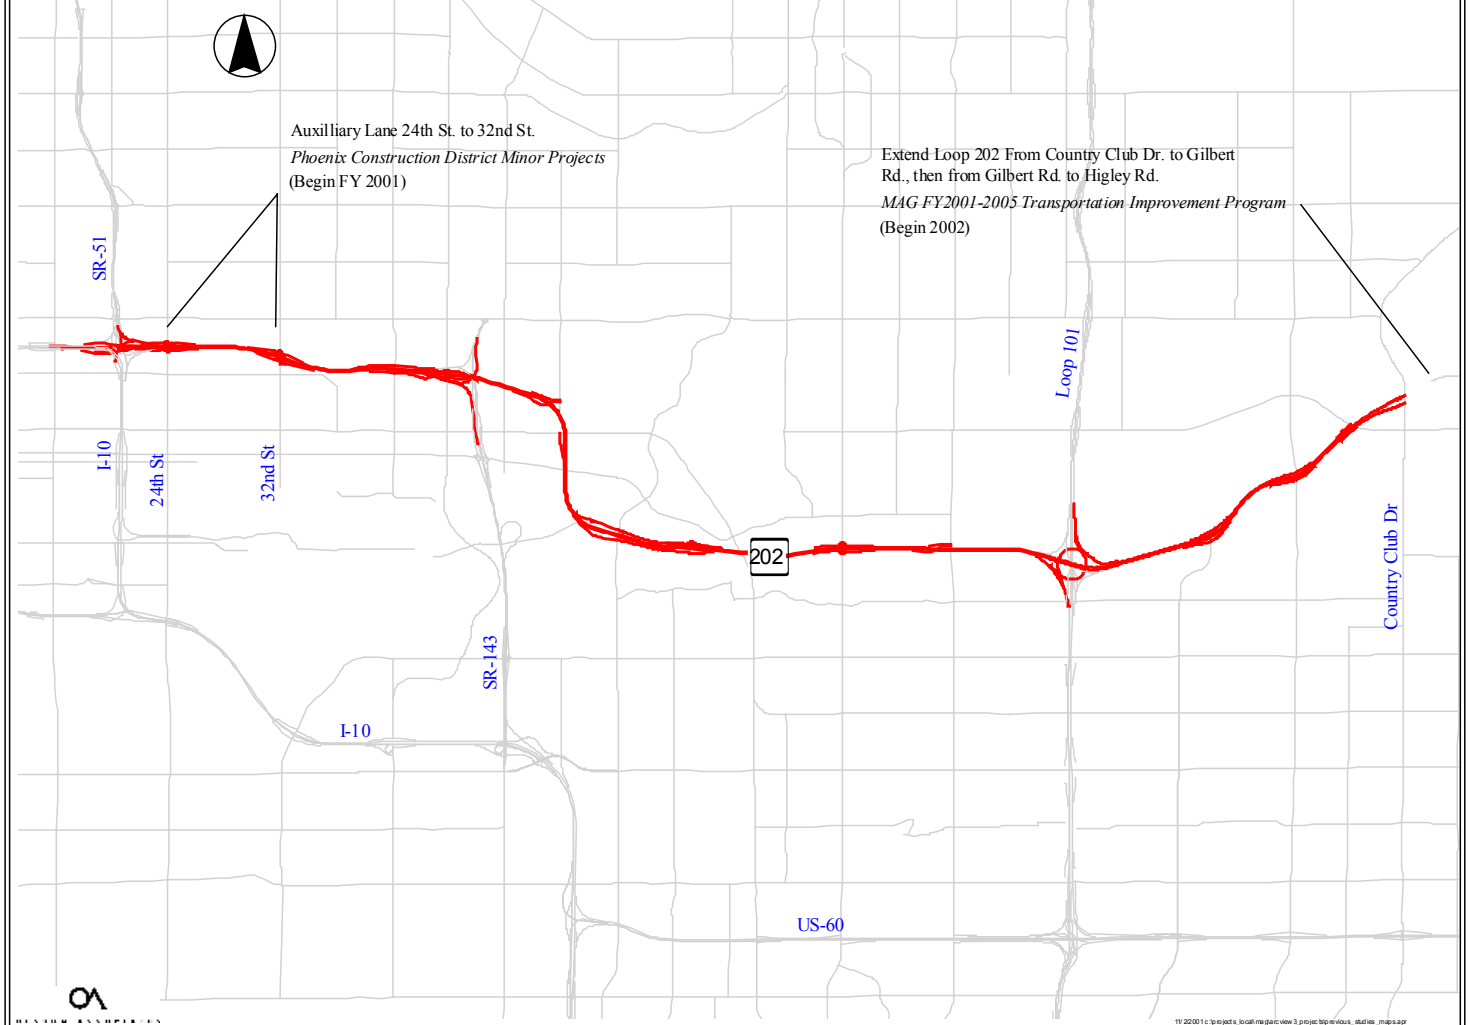 Auxilliary Lane 24th St. to 32nd St.
Phoenix Construction District Minor Projects
(Begin FY 2001)
Extend Loop 202 From Country Club Dr. to Gilbert
Rd., then from Gilbert Rd. to Higley Rd.
MAG FY2001-2005 Transportation Improvement Program
(Begin 2002)
SR-51
Loop 101
I-10
24th St
32nd St
202
Country Club Dr
SR-143
I-10
US-60